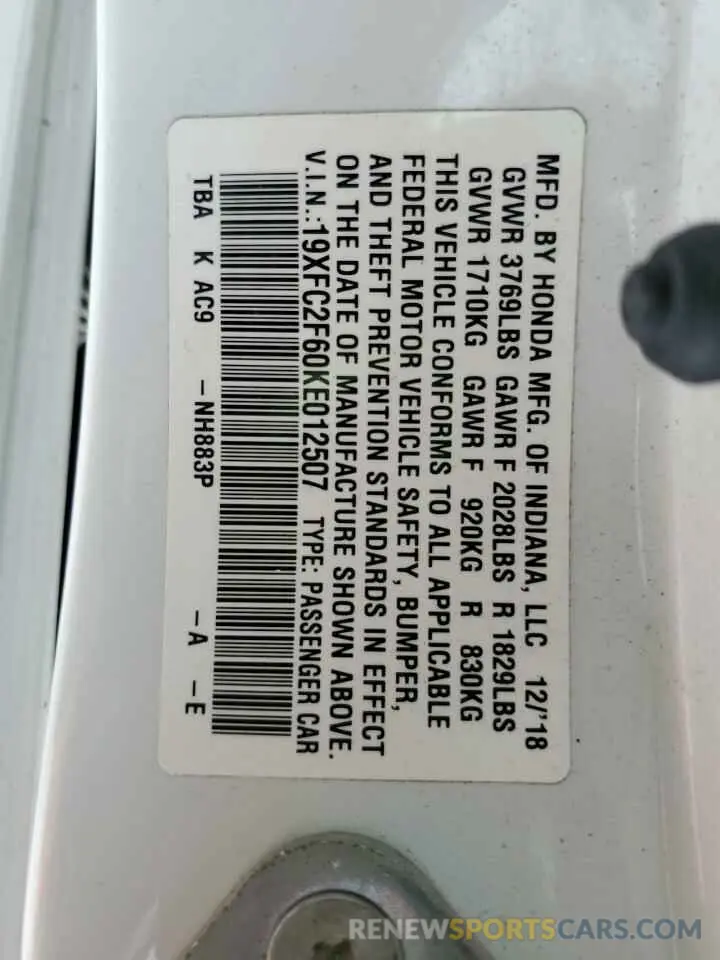 MFD. BY HONDA MFG. OF INDIANA, LLC 12/'18
GVWR 3769LBS GAWR F 2028LBS R 1829LBS
GVWR 1710KG GAWR F 920KG R 830KG
THIS VEHICLE CONFORMS TO ALL APPLICABLE
FEDERAL MOTOR VEHICLE SAFETY, BUMPER,
AND THEFT PREVENTION STANDARDS IN EFFECT
ON THE DATE OF MANUFACTURE SHOWN ABOVE.
V.I.N.:19XFC2F60KE012507 TYPE: PASSENGER CAR
TBA K AC9 -NH883P -A -E
RENEWSPORTSCARS.COM